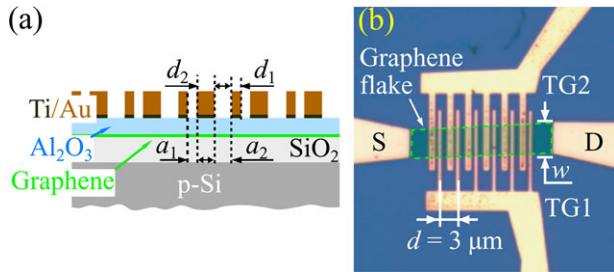 (a)
d₂
d₁
Ti/Au
Al₂O₃
a₁
a₂
SiO₂
Graphene
p-Si
(b)
Graphene
flake
TG2
S
D
w
TG1
d = 3 μm